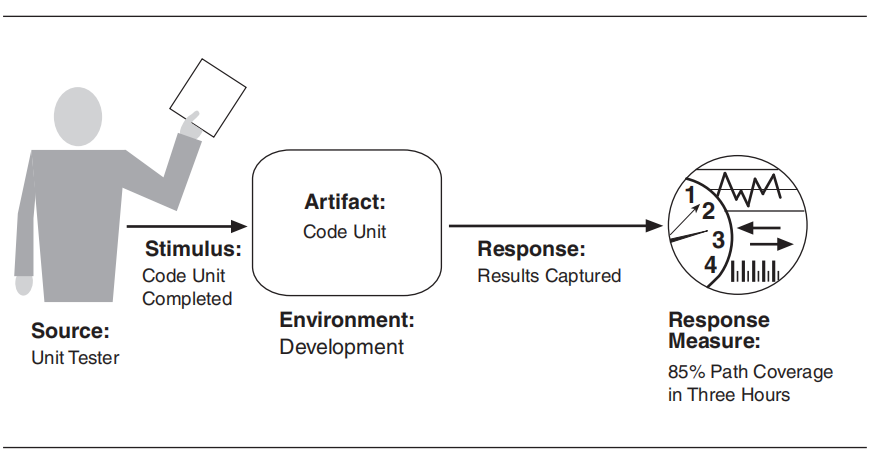 Artifact:
Code Unit
Stimulus:
Code Unit
Completed
Response:
Results Captured
1
2
3
4
Source:
Unit Tester
Environment:
Development
Response
Measure:
85% Path Coverage
in Three Hours